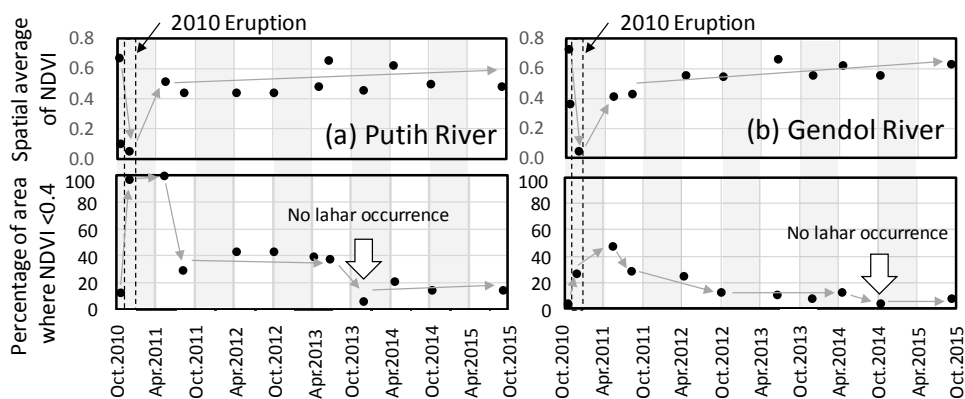 2010 Eruption
2010 Eruption
Spatial average
of NDVI
0.8
0.6
0.4
0.2
0.0
(a) Putih River
0.8
0.6
0.4
0.2
0.0
(b) Gendol River
Percentage of area
where NDVI <0.4
100
80
60
40
20
0
No lahar occurrence
100
80
60
40
20
0
No lahar occurrence
Oct.2010
Apr.2011
Oct.2011
Apr.2012
Oct.2012
Apr.2013
Oct.2013
Apr.2014
Oct.2014
Apr.2015
Oct.2015
Oct.2010
Apr.2011
Oct.2011
Apr.2012
Oct.2012
Apr.2013
Oct.2013
Apr.2014
Oct.2014
Apr.2015
Oct.2015